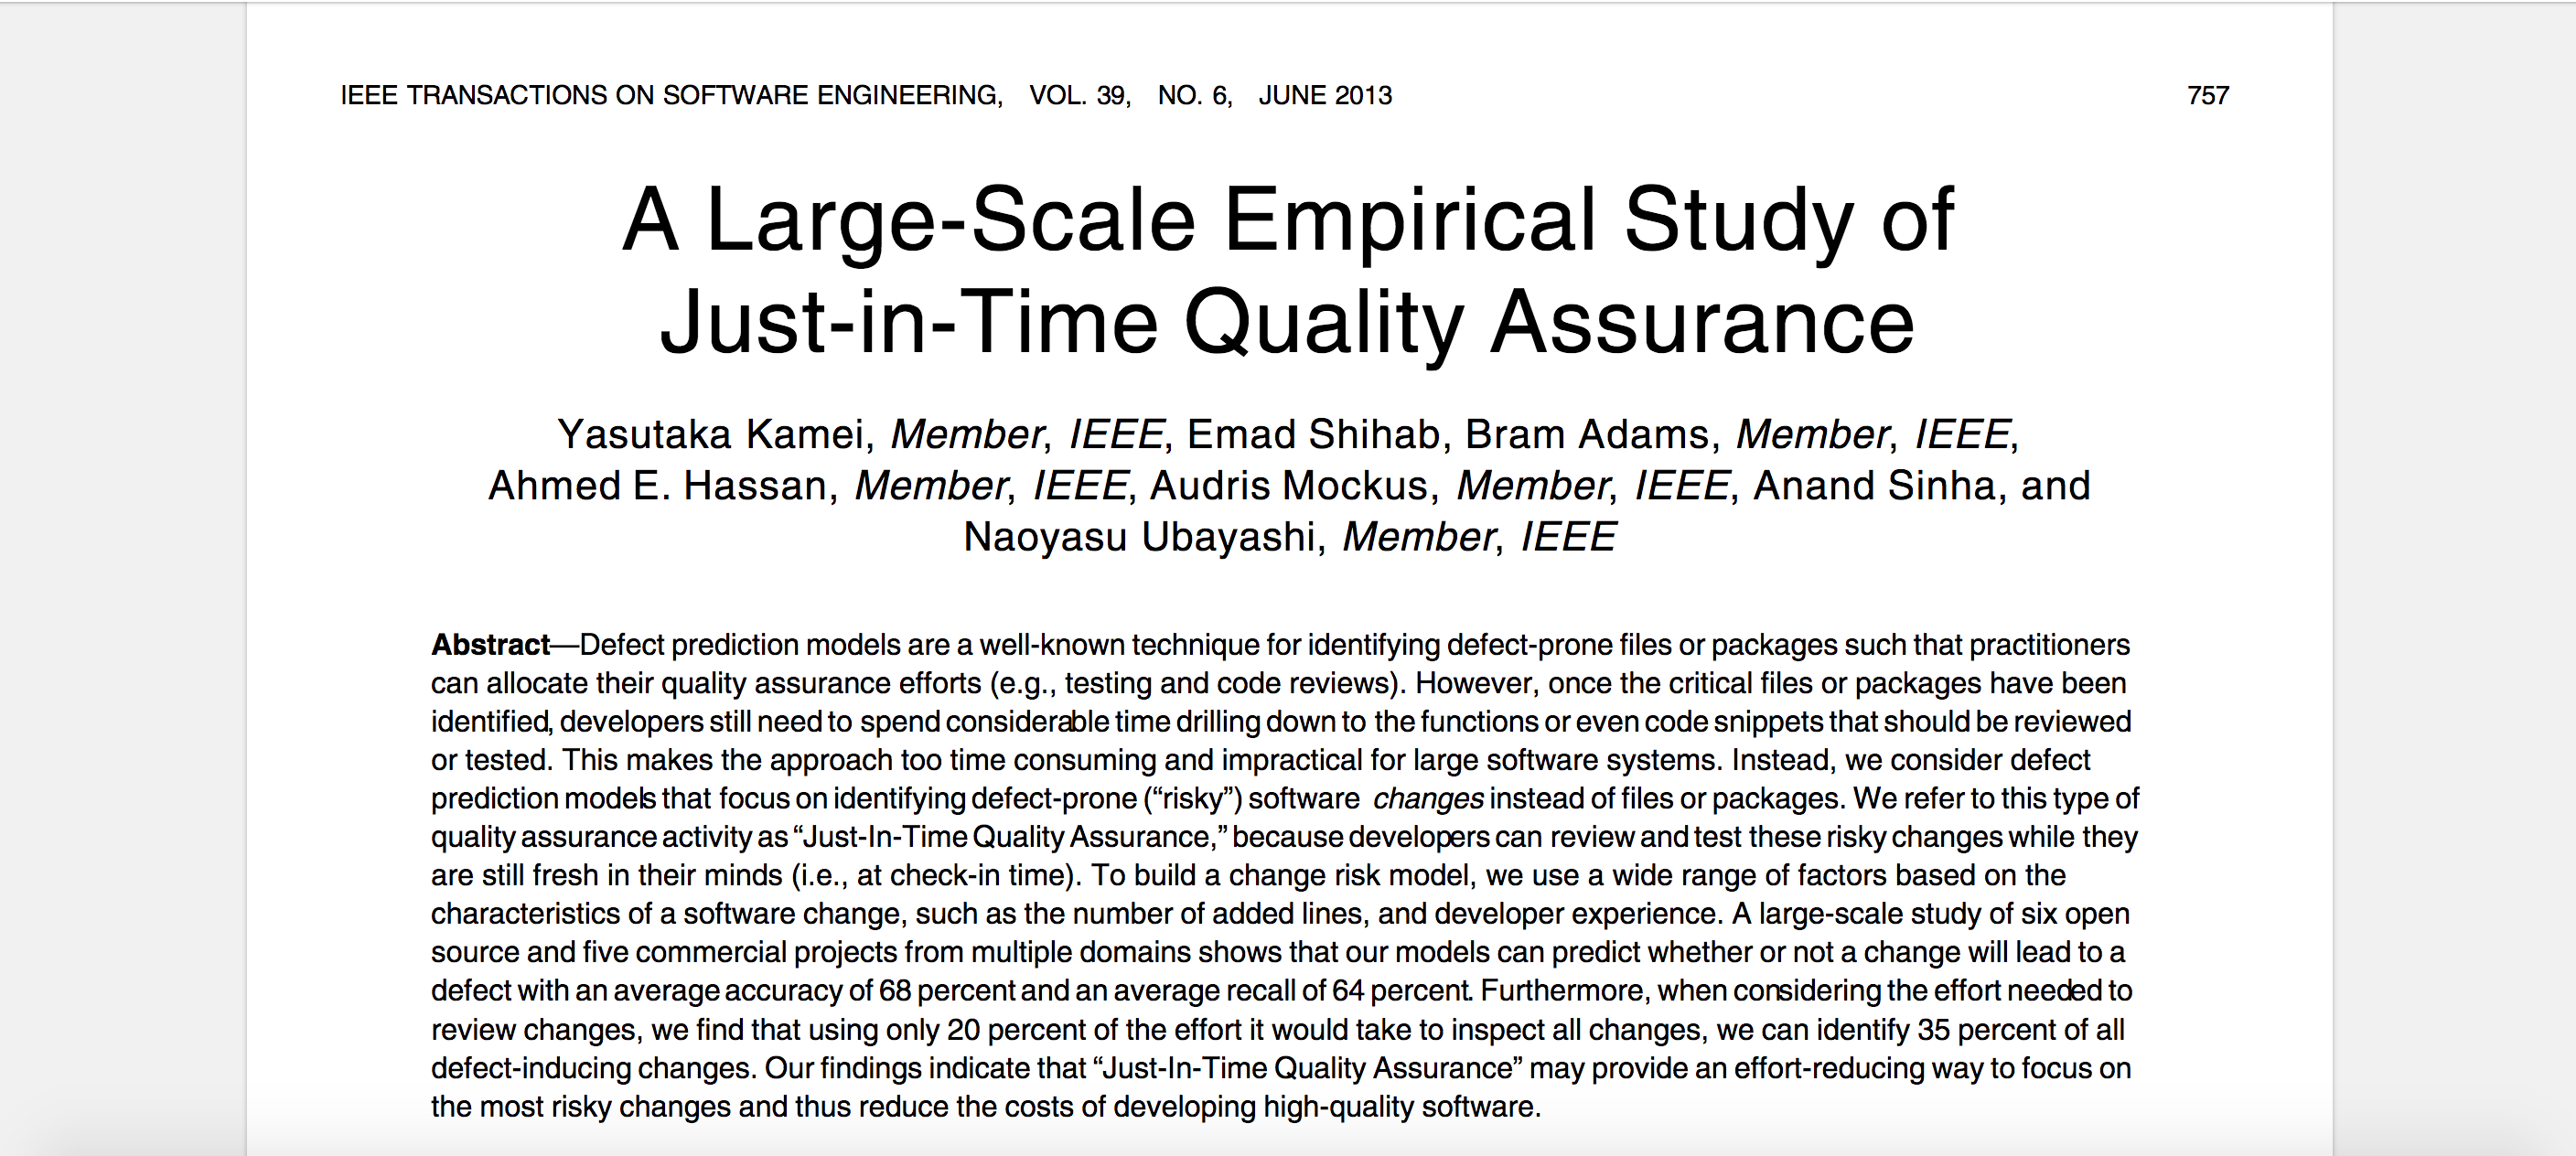 IEEE TRANSACTIONS ON SOFTWARE ENGINEERING, VOL. 39, NO. 6, JUNE 2013 757
A Large-Scale Empirical Study of
Just-in-Time Quality Assurance
Yasutaka Kamei, Member, IEEE, Emad Shihab, Bram Adams, Member, IEEE,
Ahmed E. Hassan, Member, IEEE, Audris Mockus, Member, IEEE, Anand Sinha, and
Naoyasu Ubayashi, Member, IEEE
Abstract—Defect prediction models are a well-known technique for identifying defect-prone files or packages such that practitioners
can allocate their quality assurance efforts (e.g., testing and code reviews). However, once the critical files or packages have been
identified, developers still need to spend considerable time drilling down to the functions or even code snippets that should be reviewed
or tested. This makes the approach too time consuming and impractical for large software systems. Instead, we consider defect
prediction models that focus on identifying defect-prone (“risky”) software changes instead of files or packages. We refer to this type of
quality assurance activity as “Just-In-Time Quality Assurance,” because developers can review and test these risky changes while they
are still fresh in their minds (i.e., at check-in time). To build a change risk model, we use a wide range of factors based on the
characteristics of a software change, such as the number of added lines, and developer experience. A large-scale study of six open
source and five commercial projects from multiple domains shows that our models can predict whether or not a change will lead to a
defect with an average accuracy of 68 percent and an average recall of 64 percent. Furthermore, when considering the effort needed to
review changes, we find that using only 20 percent of the effort it would take to inspect all changes, we can identify 35 percent of all
defect-inducing changes. Our findings indicate that “Just-In-Time Quality Assurance” may provide an effort-reducing way to focus on
the most risky changes and thus reduce the costs of developing high-quality software.